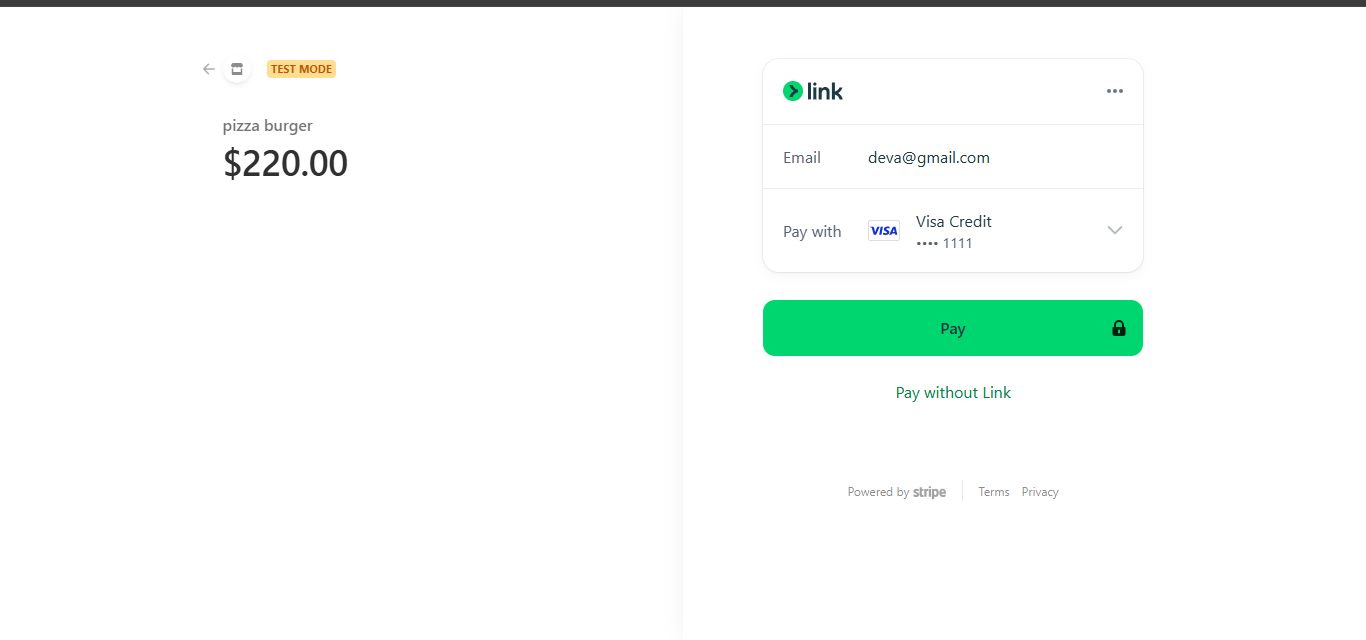 TEST MODE
pizza burger
$220.00
link
Email deva@gmail.com
Pay with VISA Visa Credit
•••• 1111
Pay
Pay without Link
Powered by stripe Terms Privacy